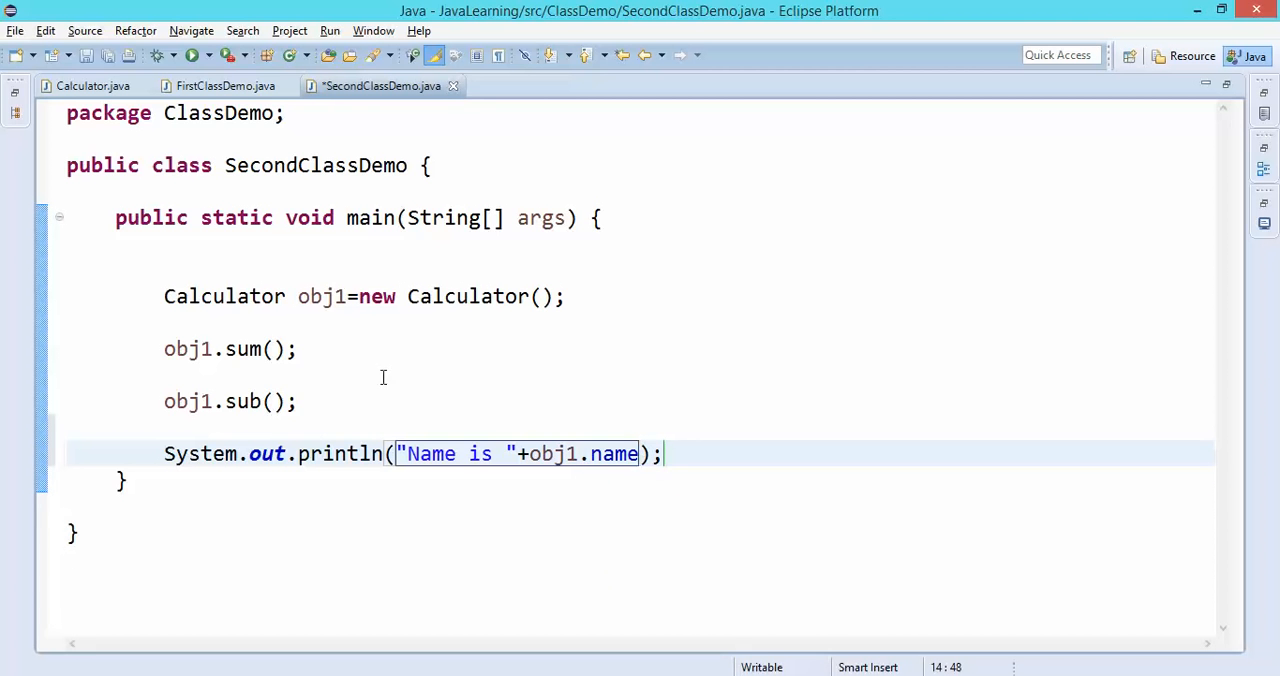 Java - JavaLearning/src/ClassDemo/SecondClassDemo.java - Eclipse Platform
File Edit Source Refactor Navigate Search Project Run Window Help
Quick Access Resource Java
Calculator.java FirstClassDemo.java *SecondClassDemo.java
package ClassDemo;
public class SecondClassDemo {
public static void main(String[] args) {
Calculator obj1=new Calculator();
obj1.sum();
obj1.sub();
System.out.println("Name is "+obj1.name);
}
}
Writable Smart Insert 14 : 48